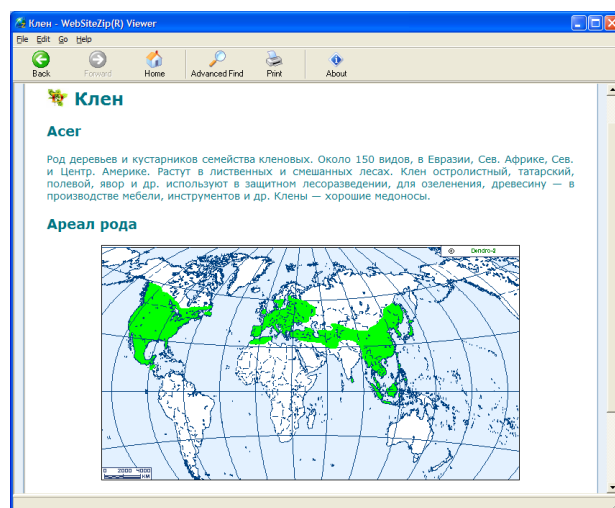 Клен - WebSiteZip(R) Viewer
File Edit Go Help
Back Forward Home Advanced Find Print About
Клен
Acer
Род деревьев и кустарников семейства кленовых. Около 150 видов, в Евразии, Сев. Африке, Сев.
и Центр. Америке. Растут в лиственных и смешанных лесах. Клен остролистный, татарский,
полевой, явор и др. используют в защитном лесоразведении, для озеленения, древесину — в
производстве мебели, инструментов и др. Клены — хорошие медоносы.
Ареал рода
Dendro-2
0 2000 4000
КМ